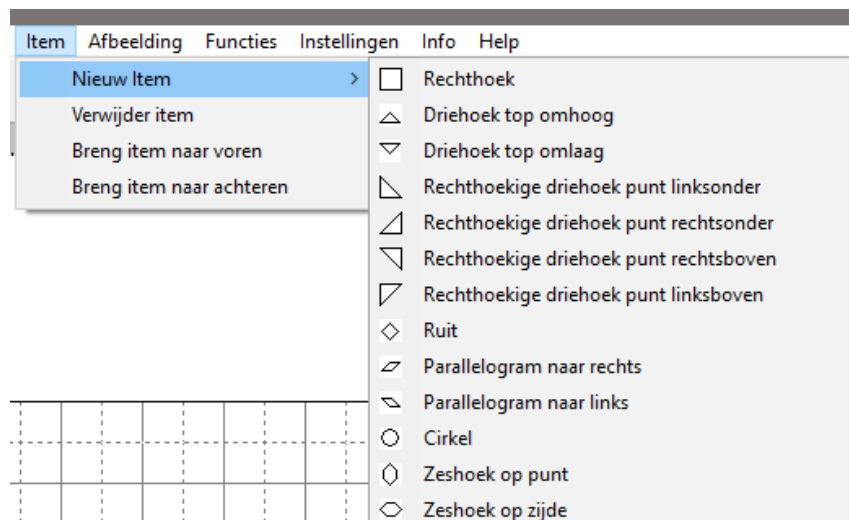 Item Afbeelding Functies Instellingen Info Help
Nieuw Item >
Verwijder item
Breng item naar voren
Breng item naar achteren
Rechthoek
Driehoek top omhoog
Driehoek top omlaag
Rechthoekige driehoek punt linksonder
Rechthoekige driehoek punt rechtsonder
Rechthoekige driehoek punt rechtsboven
Rechthoekige driehoek punt linksboven
Ruit
Parallelogram naar rechts
Parallelogram naar links
Cirkel
Zeshoek op punt
Zeshoek op zijde